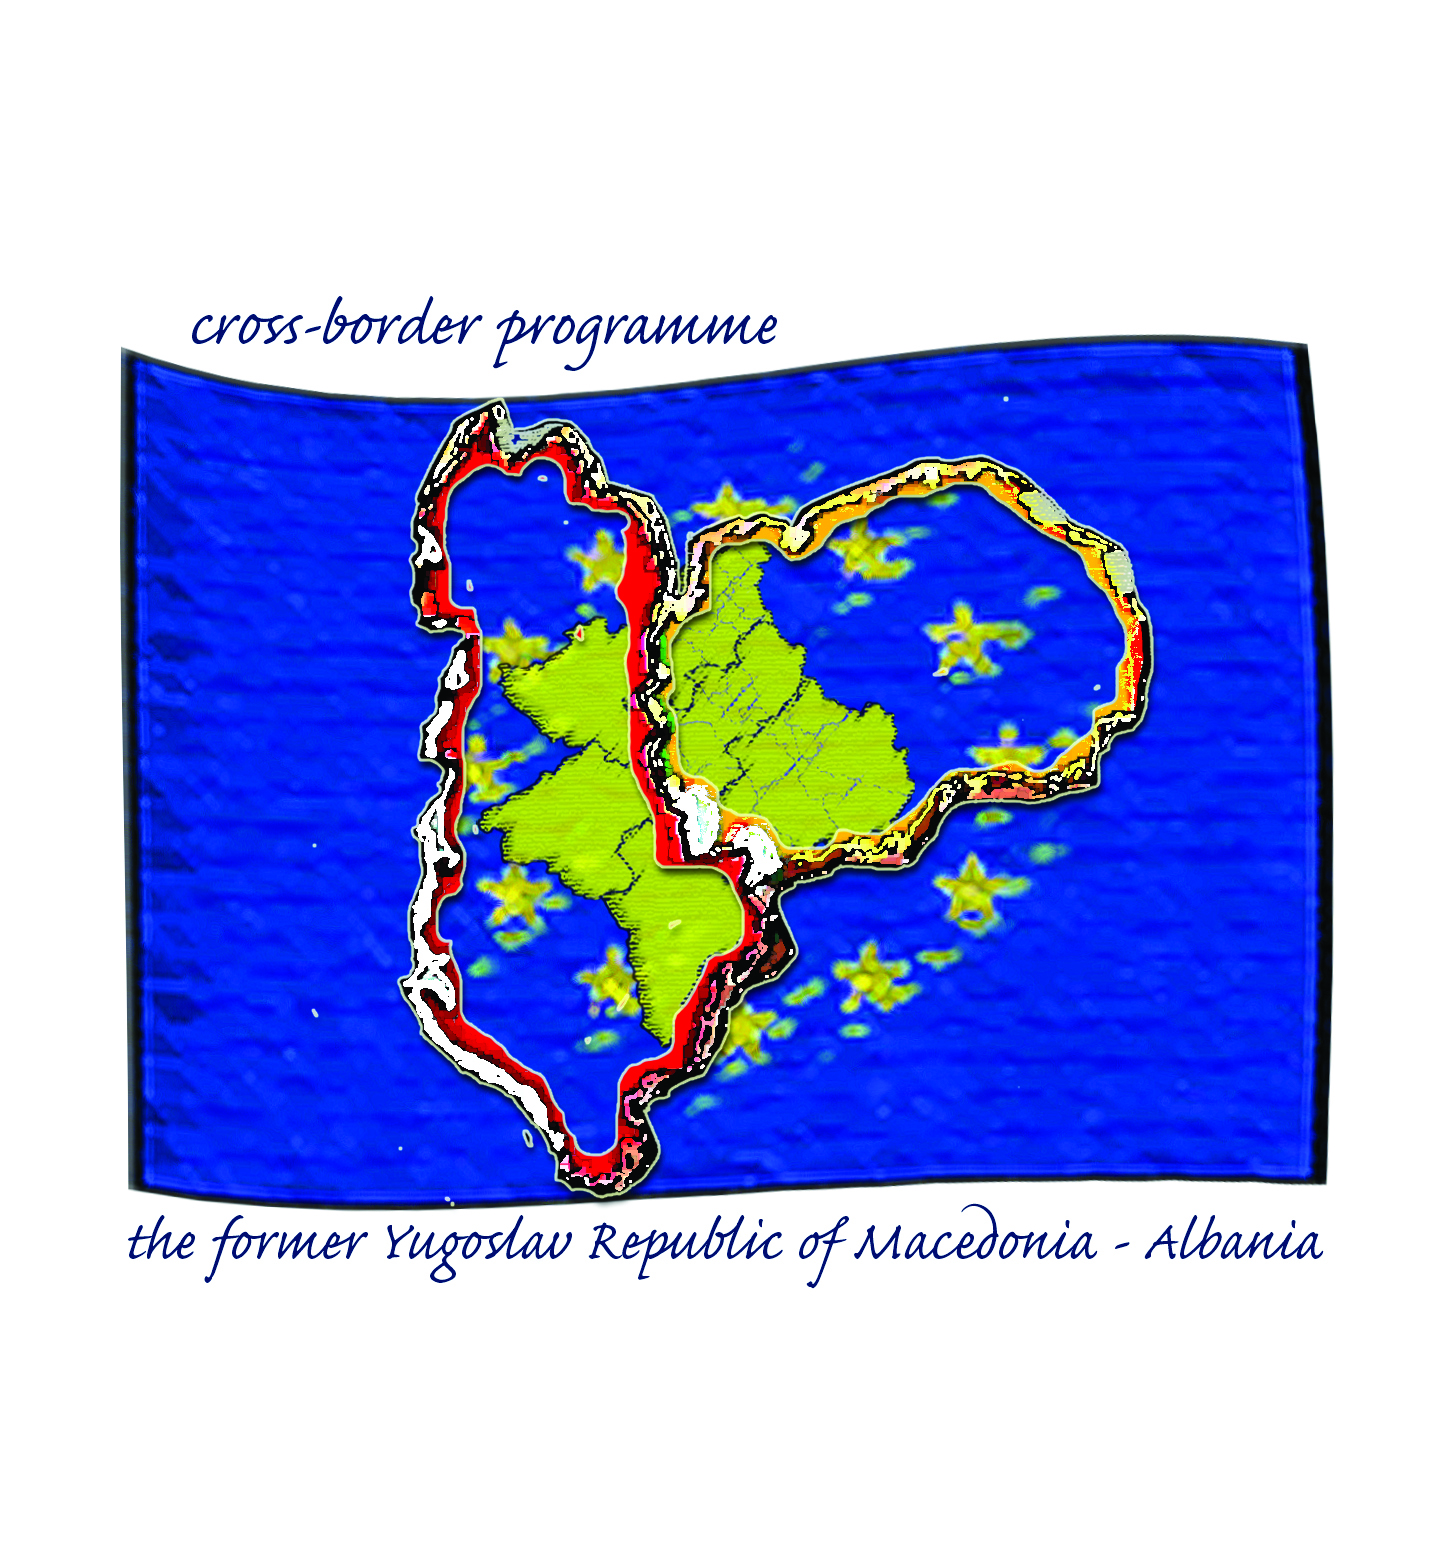 cross-border programme
the former Yugoslav Republic of Macedonia - Albania